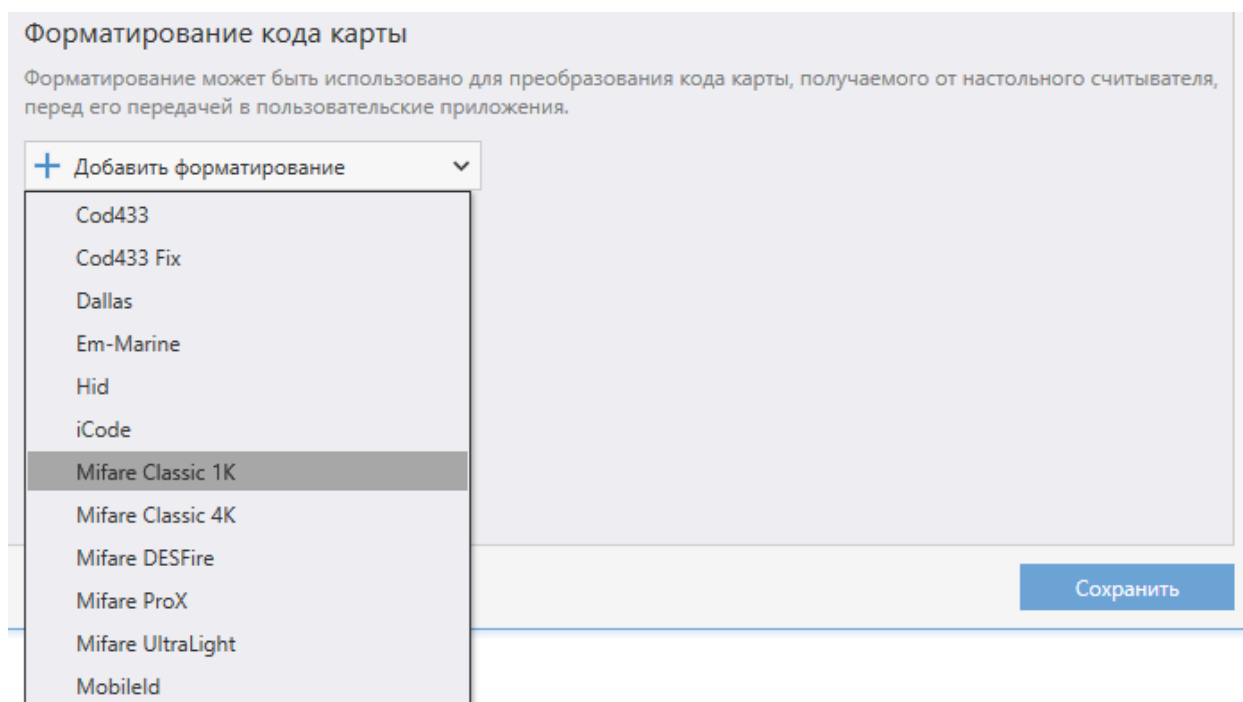 Форматирование кода карты
Форматирование может быть использовано для преобразования кода карты, получаемого от настольного считывателя,
перед его передачей в пользовательские приложения.
Добавить форматирование
Cod433
Cod433 Fix
Dallas
Em-Marine
Hid
iCode
Mifare Classic 1K
Mifare Classic 4K
Mifare DESFire
Mifare ProX
Mifare UltraLight
MobileId
Сохранить